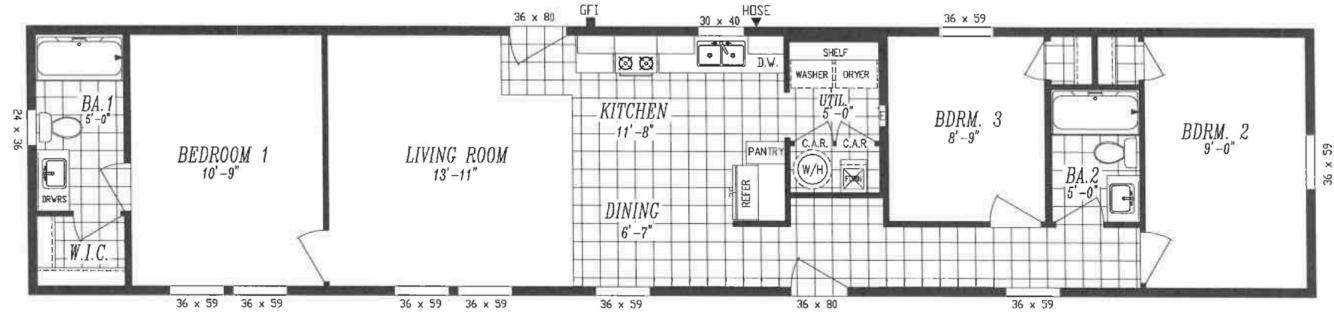 36 x 80
GFI
30 x 40
HOSE
36 x 59
SHELF
D.W.
WASHER
DRYER
BA.1
5'-0"
KITCHEN
11'-8"
UTIL.
5'-0"
BDRM. 3
8'-9"
BDRM. 2
9'-0"
24 x 36
BEDROOM 1
10'-9"
LIVING ROOM
13'-11"
C.A.R.
C.A.R.
PANTRY
W/H
FURN
36 x 59
BA.2
5'-0"
DRWRS
REFER
DINING
6'-7"
W.I.C.
36 x 59
36 x 59
36 x 59
36 x 59
36 x 59
36 x 80
36 x 59